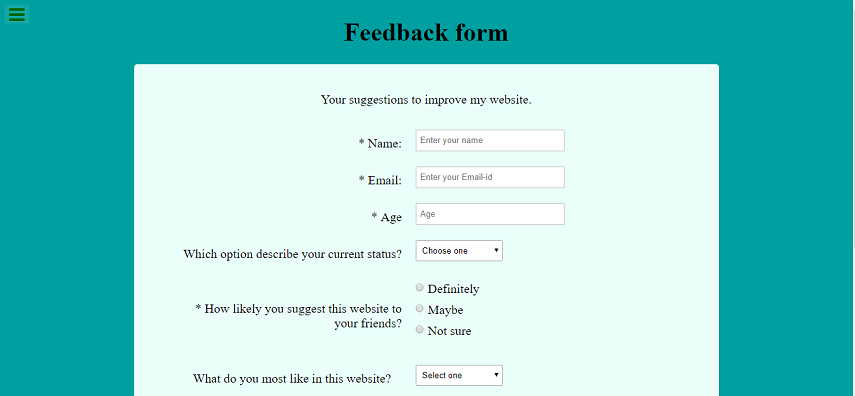 Feedback form
Your suggestions to improve my website.
* Name: Enter your name
* Email: Enter your Email-id
* Age Age
Which option describe your current status? Choose one
Definitely
* How likely you suggest this website to Maybe
your friends?
Not sure
What do you most like in this website? Select one